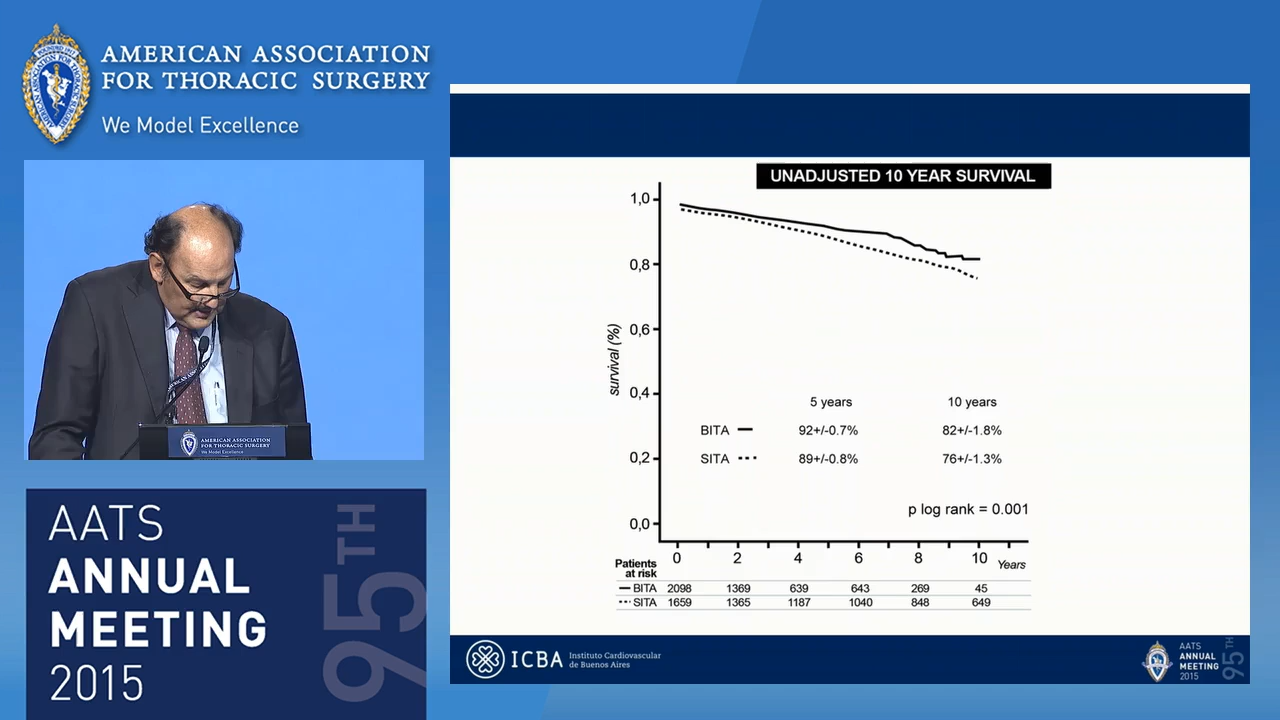 AMERICAN ASSOCIATION
FOR THORACIC SURGERY
We Model Excellence
AMERICAN ASSOCIATION
FOR THORACIC SURGERY
We Model Excellence
AATS
ANNUAL
MEETING
2015
95TH
UNADJUSTED 10 YEAR SURVIVAL
survival (%)
1,0
0,8
0,6
0,4
0,2
0,0
5 years 10 years
BITA 92+/-0.7% 82+/-1.8%
SITA 89+/-0.8% 76+/-1.3%
p log rank = 0.001
0 2 4 6 8 10 Years
Patients
at risk
BITA 2098 1369 639 643 269 45
SITA 1659 1365 1187 1040 848 649
ICBA Instituto Cardiovascular
de Buenos Aires
AATS
ANNUAL
MEETING
2015
95TH